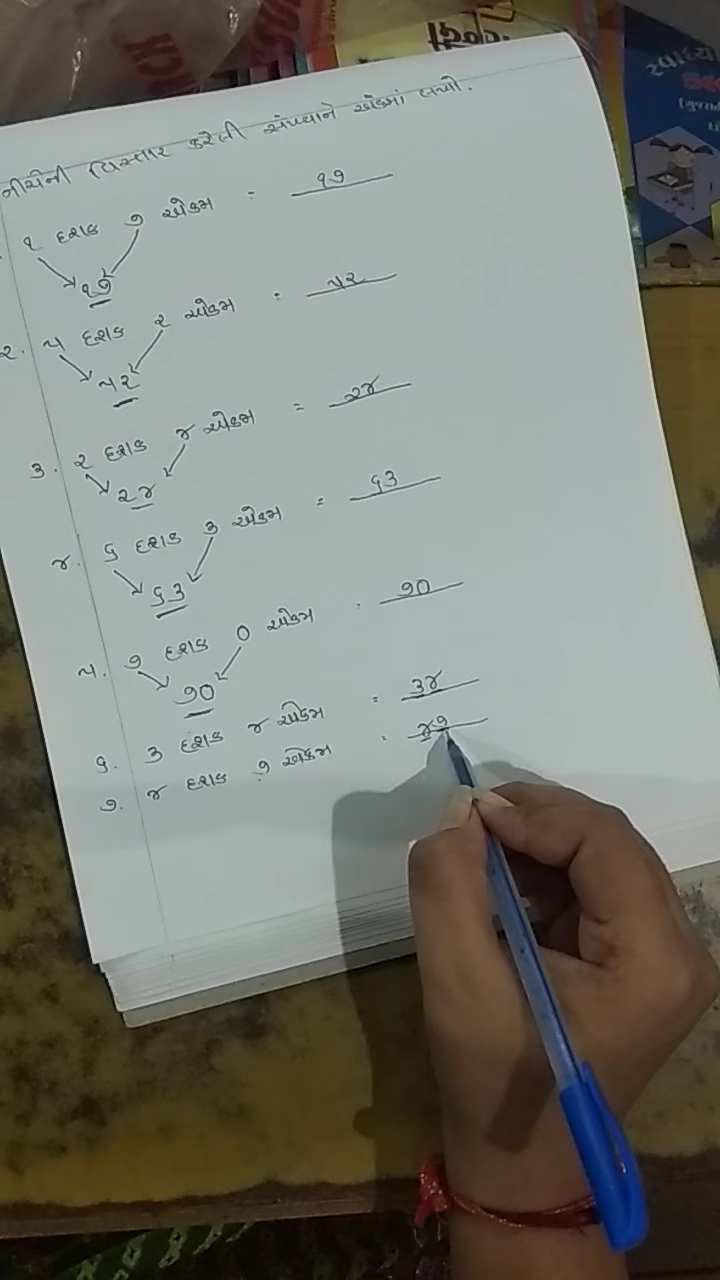 નીચેની વિસ્તાર કરેલી સંખ્યાને એકમાં લખો.
૧ દશક ૭ એકમ = ૧૭
૧૭
૨. ૫ દશક ૨ એકમ = ૫૨
૫૨
૩. ૨ દશક ૪ એકમ = ૨૪
૨૪
૪. ૬ દશક ૩ એકમ = ૬૩
૬૩
૫. ૭ દશક ૦ એકમ = ૭૦
૭૦
૬. ૩ દશક ૪ એકમ = ૩૪
૭. ૪ દશક ૭ એકમ = ૪૭